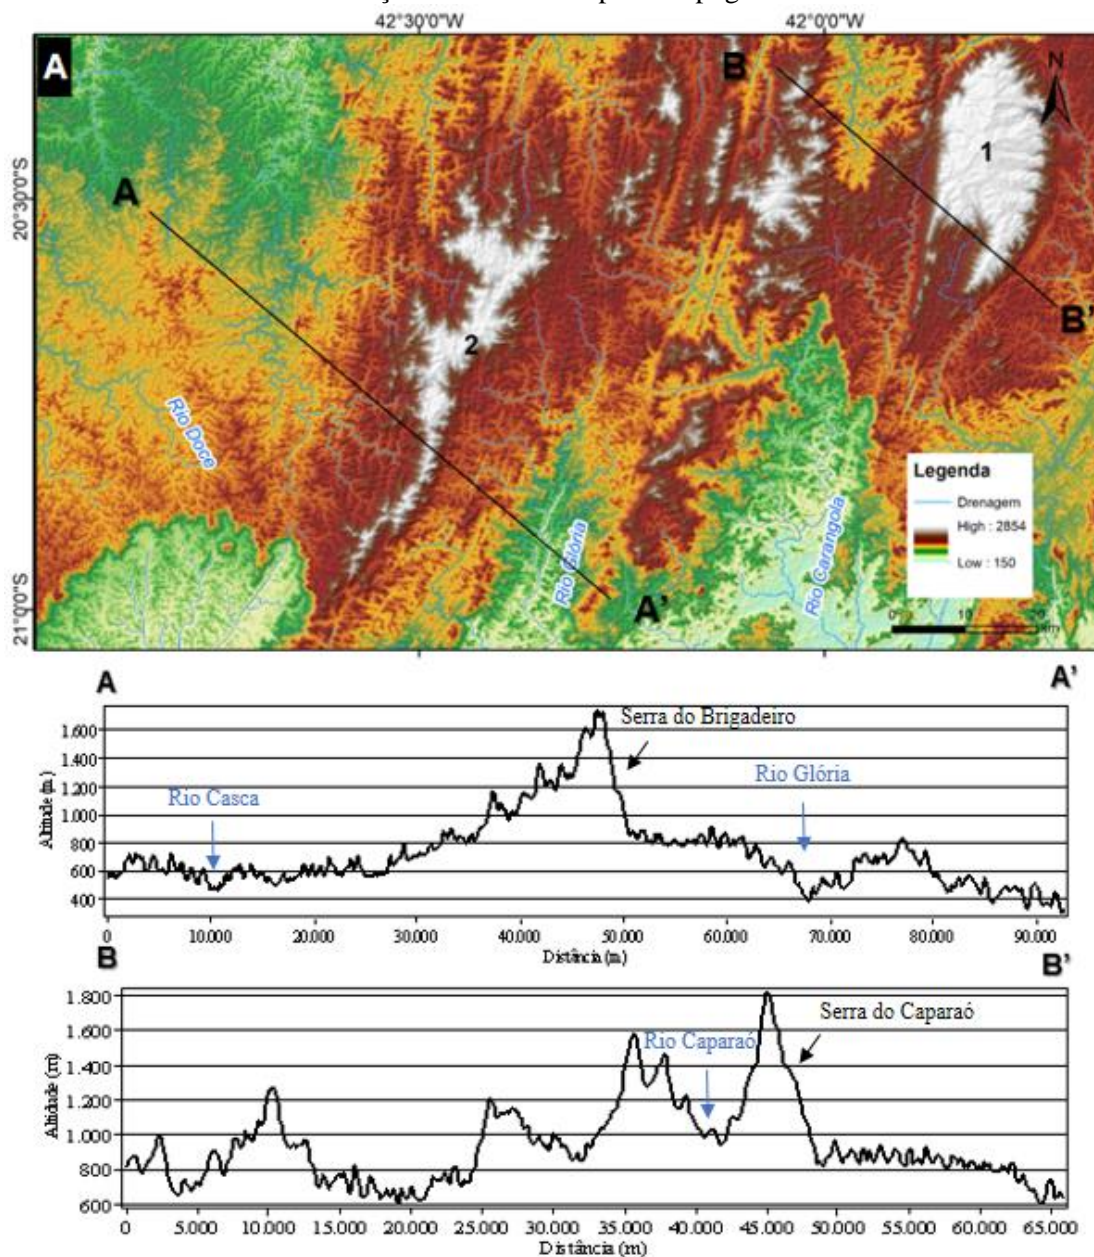 42°30'0"W 42°00'0"W
A
B
N
1
A
20°30'0"S
B'
2
Rio Doce
Legenda
Drenagem
High : 2854
Low : 150
Rio Glória
Rio Carangola
A'
21°0'0"S
0 10 20
km
A A'
Serra do Brigadeiro
Rio Casca
Rio Glória
Altitude (m)
1.600
1.400
1.200
1.000
800
600
400
0 10.000 20.000 30.000 40.000 50.000 60.000 70.000 80.000 90.000
Distância (m)
B B'
Serra do Caparaó
Rio Caparaó
Altidude (m)
1.800
1.600
1.400
1.200
1.000
800
600
0 5.000 10.000 15.000 20.000 25.000 30.000 35.000 40.000 45.000 50.000 55.000 60.000 65.000
Distância (m)